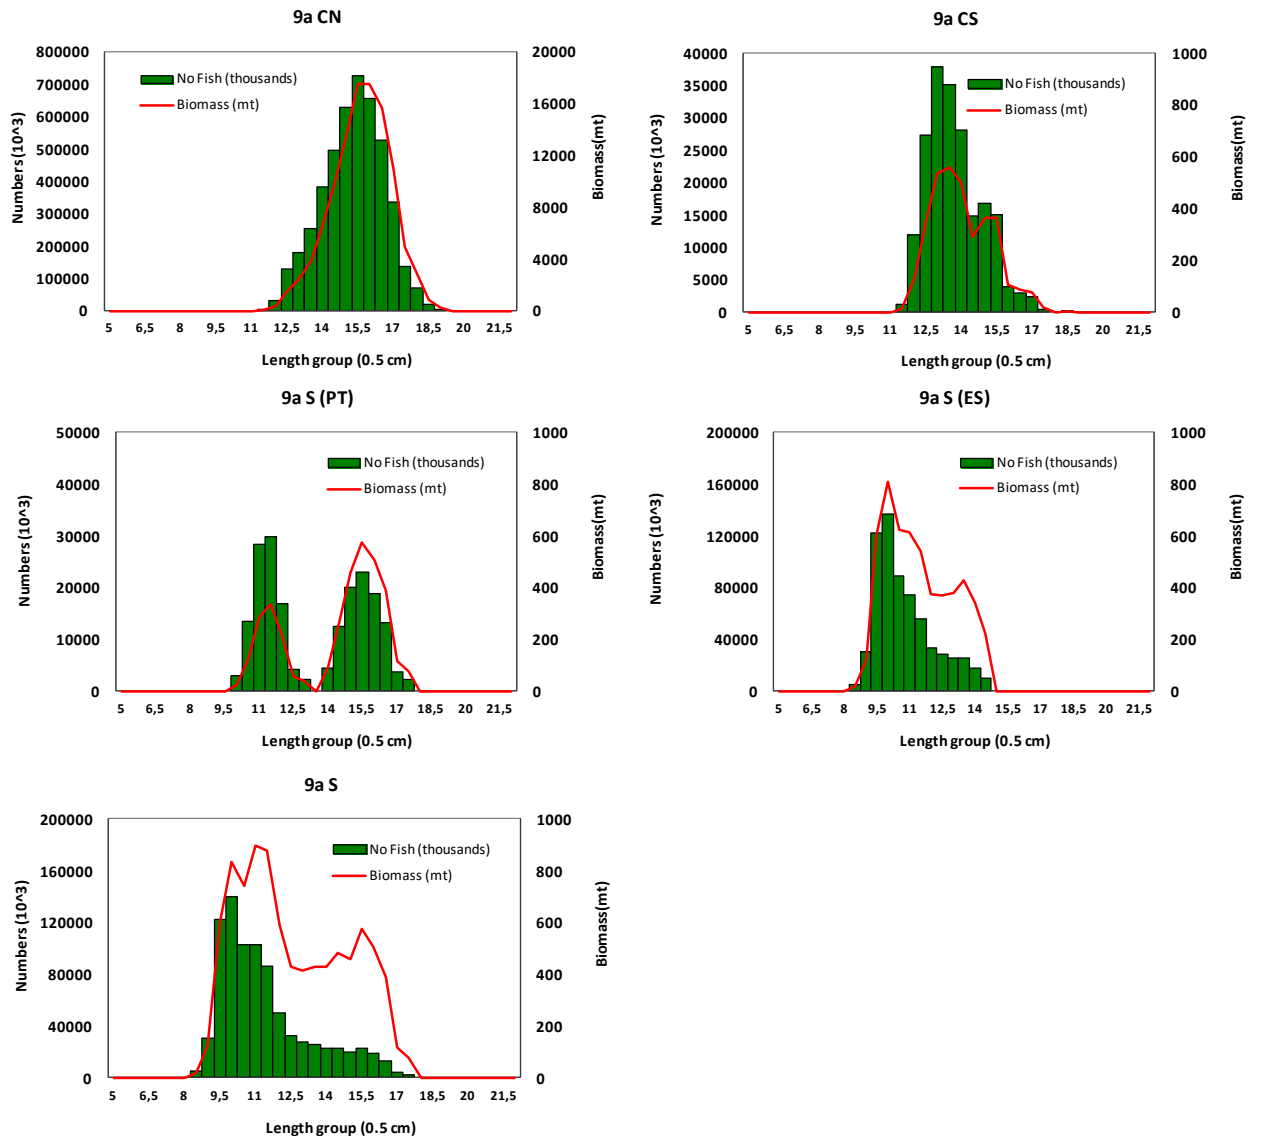 9a CN
800000
700000
600000
500000
400000
300000
200000
100000
0
20000
16000
12000
8000
4000
0
No Fish (thousands)
Biomass (mt)
Numbers (10^3)
Biomass(mt)
5 6,5 8 9,5 11 12,5 14 15,5 17 18,5 20 21,5
Length group (0.5 cm)
9a CS
40000
35000
30000
25000
20000
15000
10000
5000
0
1000
800
600
400
200
0
No Fish (thousands)
Biomass (mt)
Numbers (10^3)
Biomass(mt)
5 6,5 8 9,5 11 12,5 14 15,5 17 18,5 20 21,5
Length group (0.5 cm)
9a S (PT)
50000
40000
30000
20000
10000
0
1000
800
600
400
200
0
No Fish (thousands)
Biomass (mt)
Numbers (10^3)
Biomass(mt)
5 6,5 8 9,5 11 12,5 14 15,5 17 18,5 20 21,5
Length group (0.5 cm)
9a S (ES)
200000
160000
120000
80000
40000
0
1000
800
600
400
200
0
No Fish (thousands)
Biomass (mt)
Numbers (10^3)
Biomass(mt)
5 6,5 8 9,5 11 12,5 14 15,5 17 18,5 20 21,5
Length group (0.5 cm)
9a S
200000
160000
120000
80000
40000
0
1000
800
600
400
200
0
No Fish (thousands)
Biomass (mt)
Numbers (10^3)
Biomass(mt)
5 6,5 8 9,5 11 12,5 14 15,5 17 18,5 20 21,5
Length group (0.5 cm)